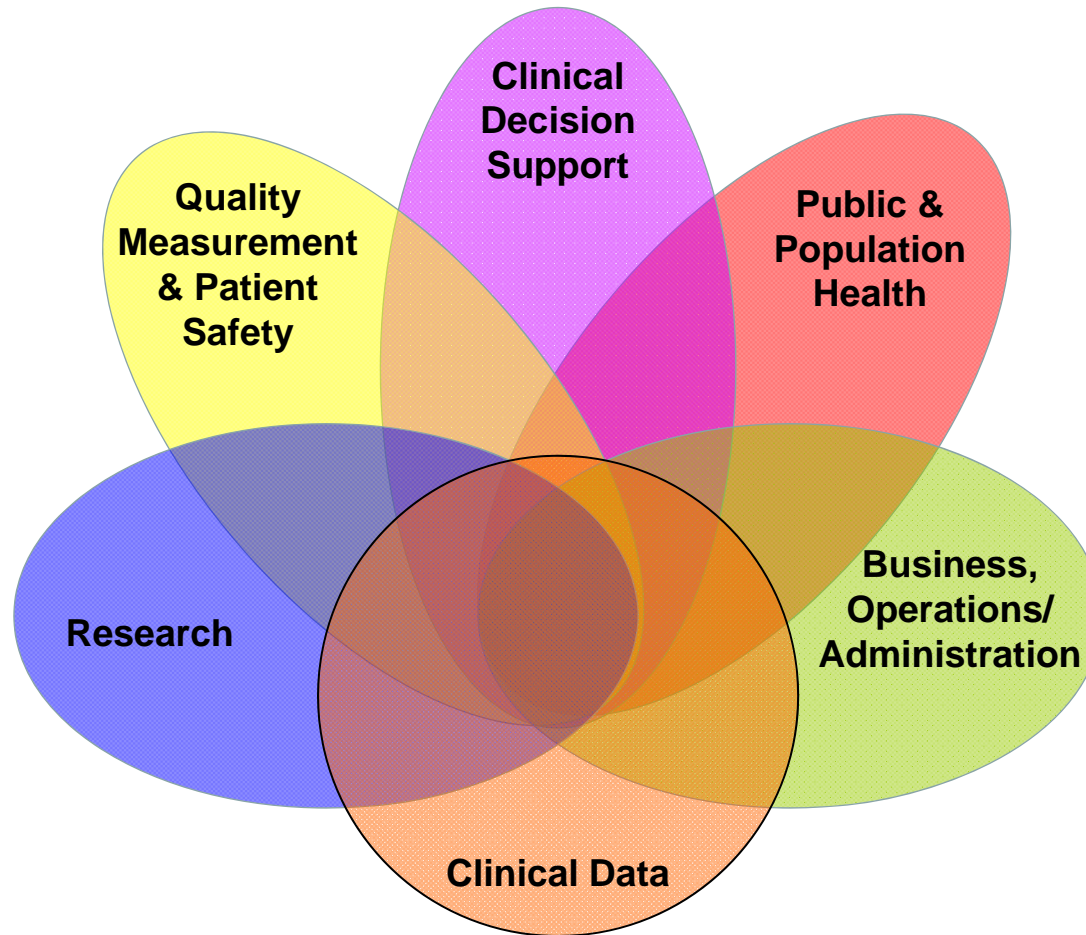 Clinical
Decision
Support
Quality
Measurement
& Patient
Safety
Public &
Population
Health
Research
Business,
Operations/
Administration
Clinical Data